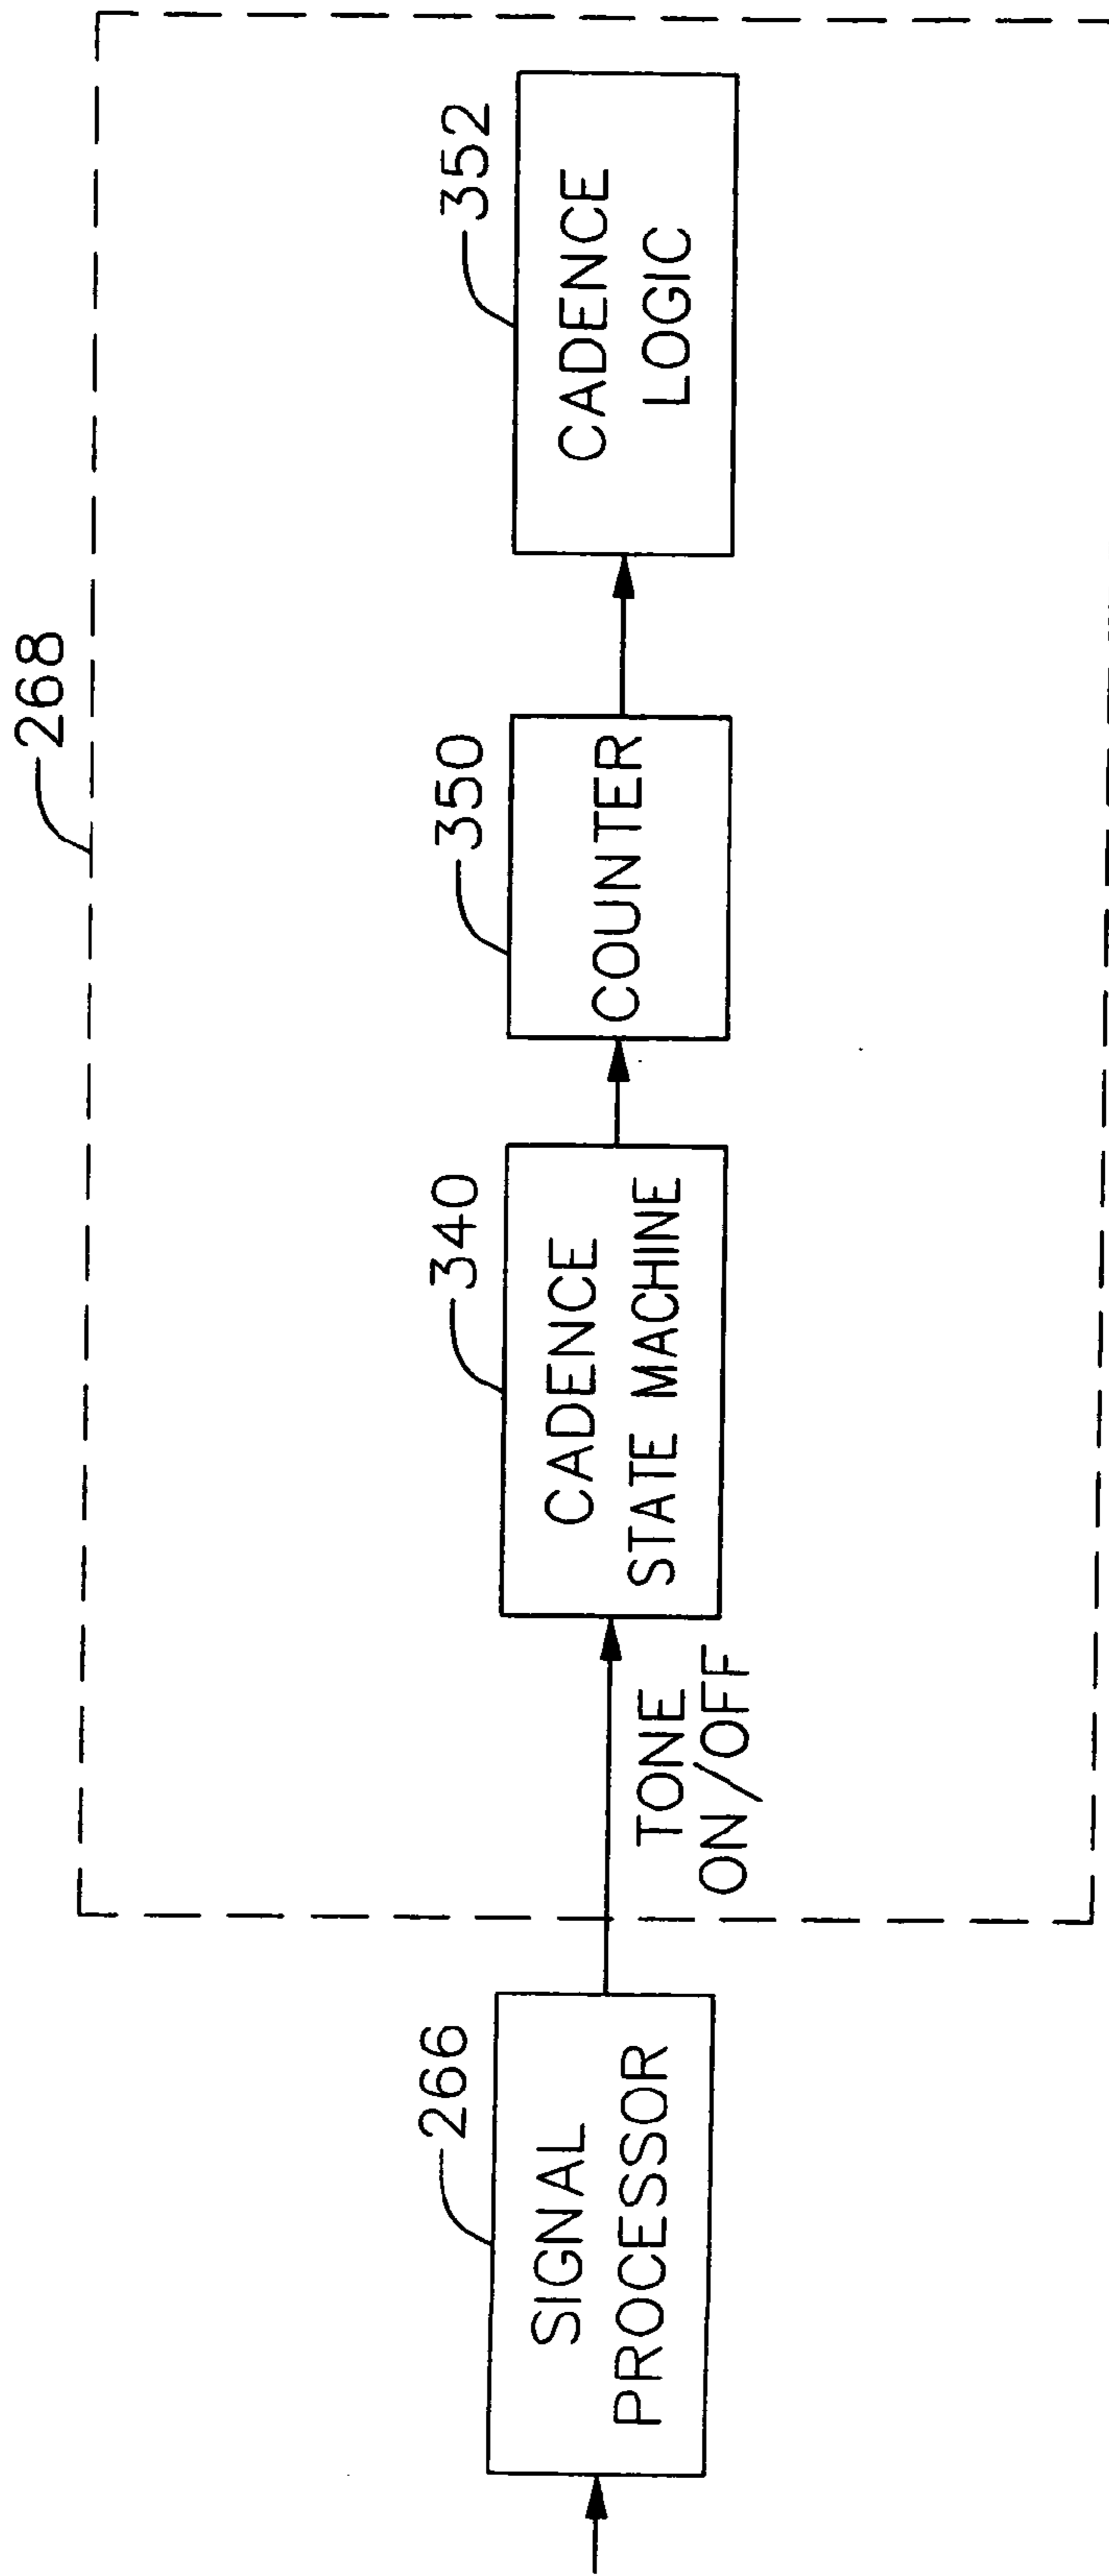 268
266
SIGNAL
PROCESSOR
TONE
ON/OFF
340
CADENCE
STATE MACHINE
350
COUNTER
352
CADENCE
LOGIC